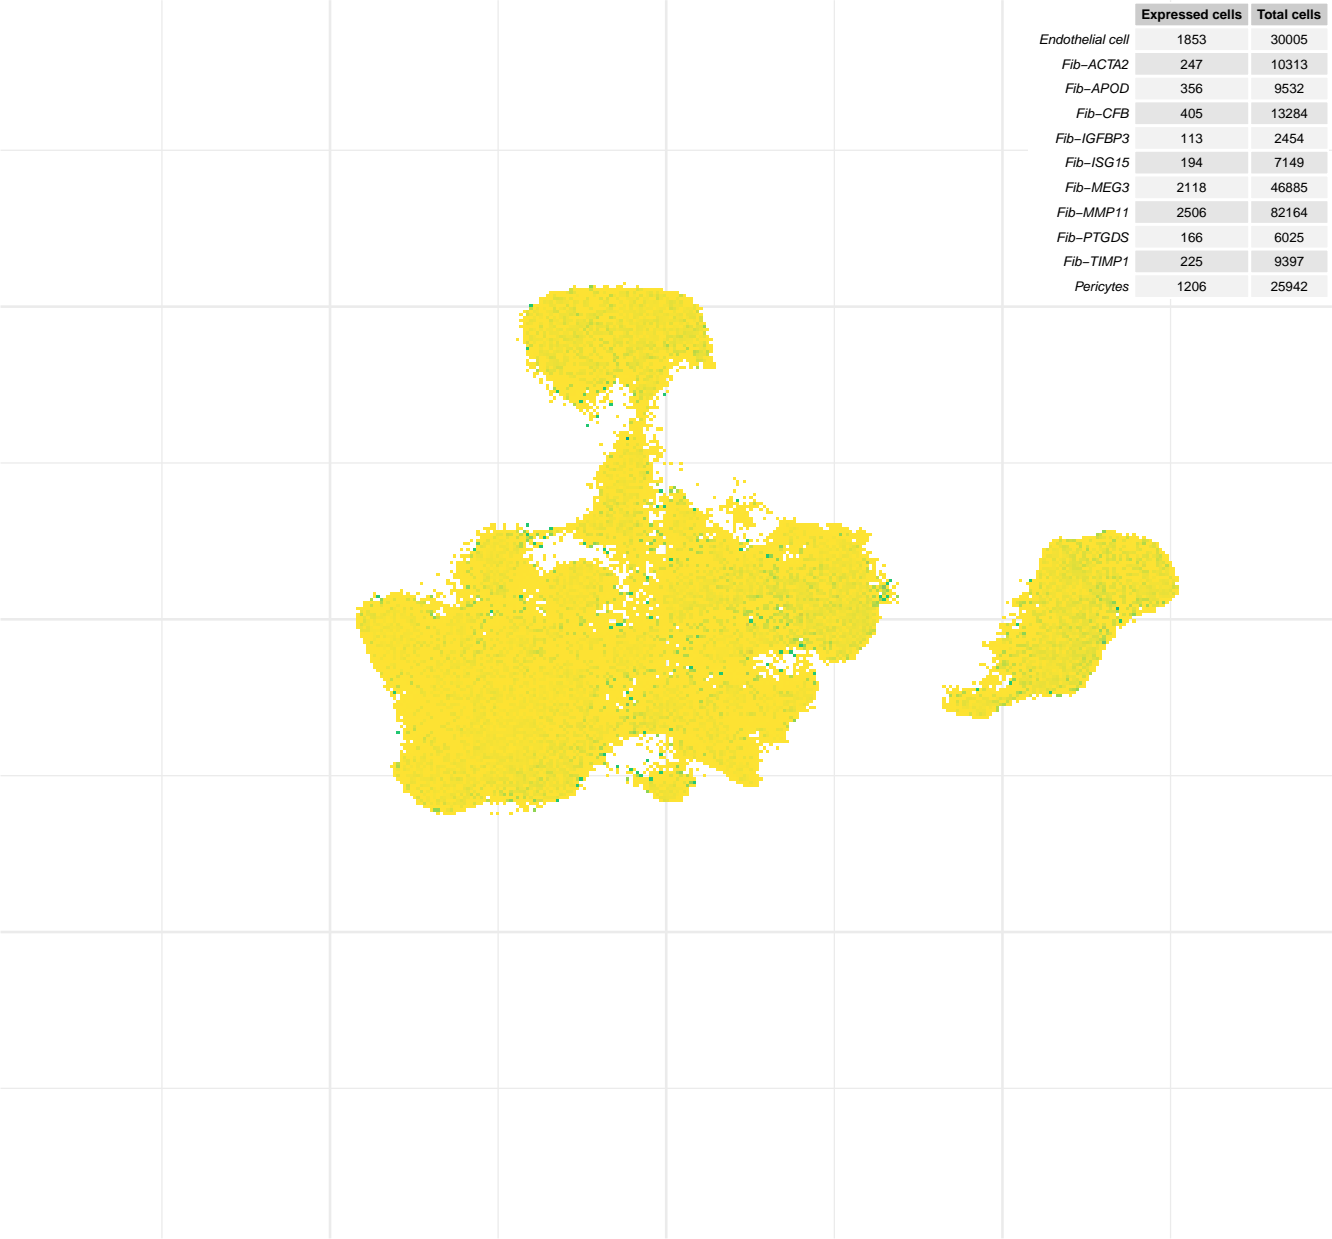 Expressed cells Total cells
Endothelial cell 1853 30005
Fib−ACTA2 247 10313
Fib−APOD 356 9532
Fib−CFB 405 13284
Fib−IGFBP3 113 2454
Fib−ISG15 194 7149
Fib−MEG3 2118 46885
Fib−MMP11 2506 82164
Fib−PTGDS 166 6025
Fib−TIMP1 225 9397
Pericytes 1206 25942